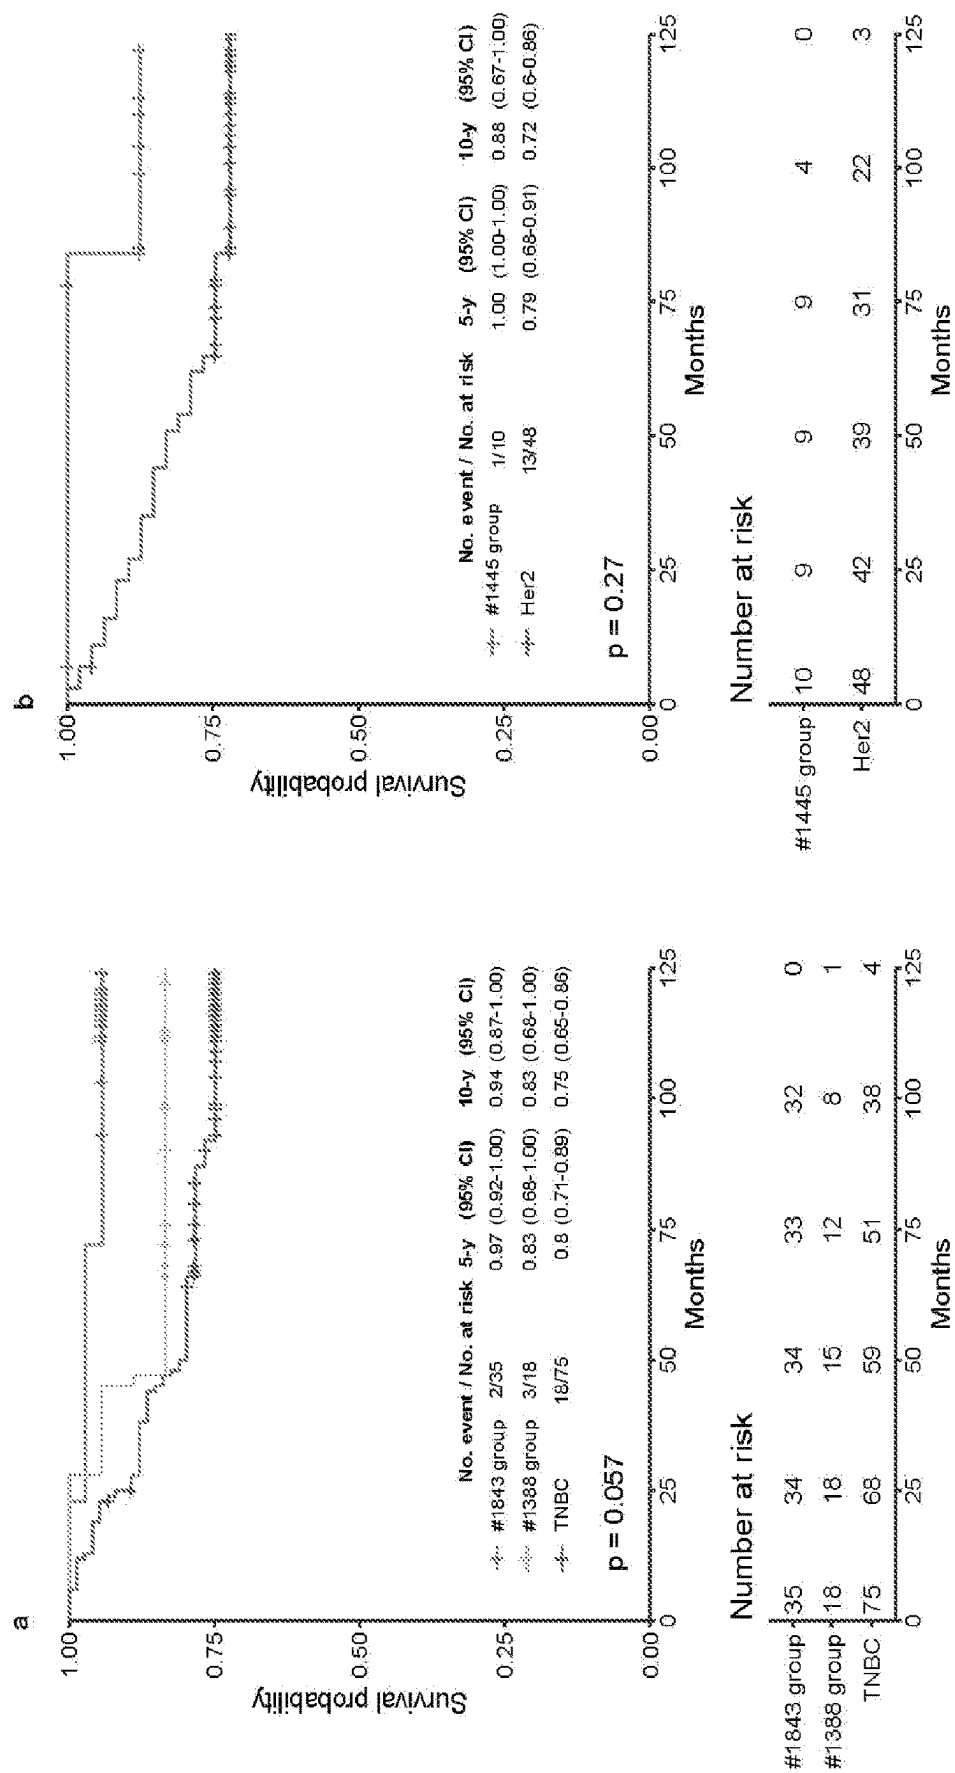 a
Survival probability
1.00
0.75
0.50
0.25
0.00
No. event / No. at risk 5-y (95% CI) 10-y (95% CI)
#1843 group 2/35 0.97 (0.92-1.00) 0.94 (0.87-1.00)
#1388 group 3/18 0.83 (0.68-1.00) 0.83 (0.68-1.00)
TNBC 18/75 0.8 (0.71-0.89) 0.75 (0.65-0.86)
p = 0.057
0 25 50 75 100 125
Months
Number at risk
#1843 group 35 34 34 33 32 0
#1388 group 18 18 15 12 8 1
TNBC 75 68 59 51 38 4
0 25 50 75 100 125
Months
b
Survival probability
1.00
0.75
0.50
0.25
0.00
No. event / No. at risk 5-y (95% CI) 10-y (95% CI)
#1445 group 1/10 1.00 (1.00-1.00) 0.88 (0.67-1.00)
Her2 13/48 0.79 (0.68-0.91) 0.72 (0.6-0.86)
p = 0.27
0 25 50 75 100 125
Months
Number at risk
#1445 group 10 9 9 9 4 0
Her2 48 42 39 31 22 3
0 25 50 75 100 125
Months